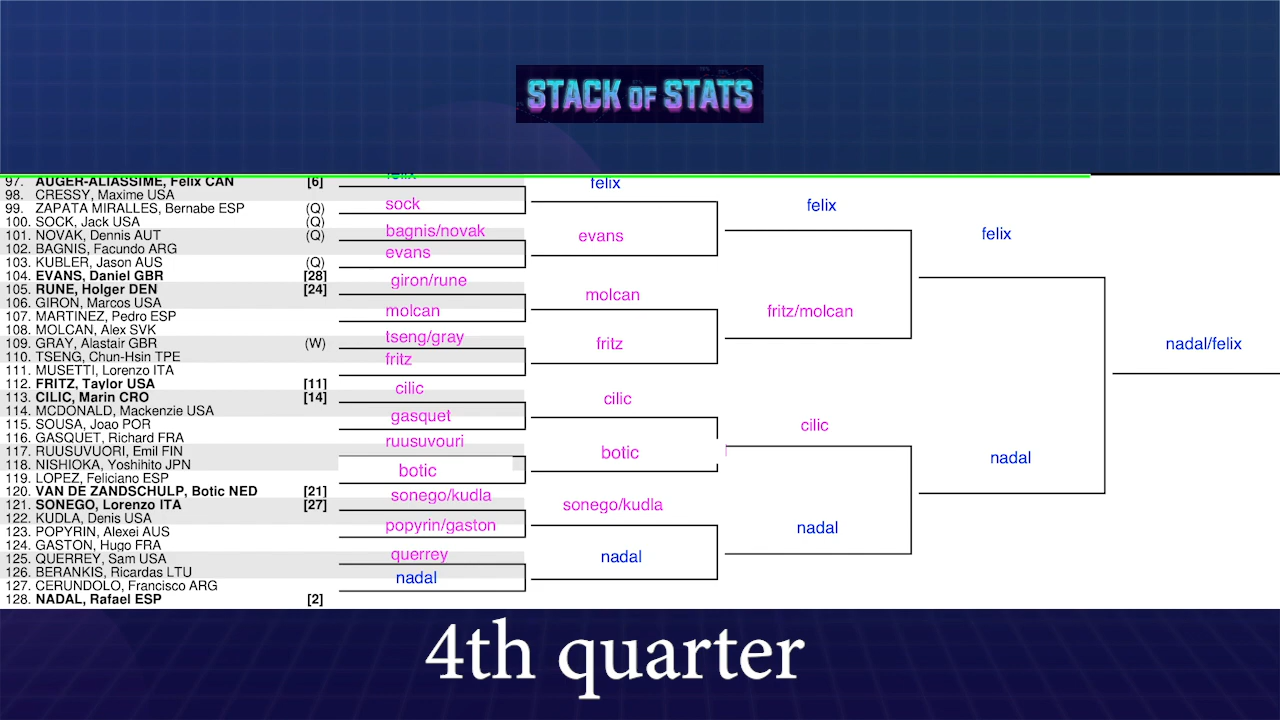 STACK OF STATS
97. AUGER-ALIASSIME, Felix CAN [6]
98. CRESSY, Maxime USA
99. ZAPATA MIRALLES, Bernabe ESP (Q)
100. SOCK, Jack USA (Q)
101. NOVAK, Dennis AUT (Q)
102. BAGNIS, Facundo ARG
103. KUBLER, Jason AUS (Q)
104. EVANS, Daniel GBR [28]
105. RUNE, Holger DEN [24]
106. GIRON, Marcos USA
107. MARTINEZ, Pedro ESP
108. MOLCAN, Alex SVK
109. GRAY, Alastair GBR (W)
110. TSENG, Chun-Hsin TPE
111. MUSETTI, Lorenzo ITA
112. FRITZ, Taylor USA [11]
113. CILIC, Marin CRO [14]
114. MCDONALD, Mackenzie USA
115. SOUSA, Joao POR
116. GASQUET, Richard FRA
117. RUUSUVUORI, Emil FIN
118. NISHIOKA, Yoshihito JPN
119. LOPEZ, Feliciano ESP
120. VAN DE ZANDSCHULP, Botic NED [21]
121. SONEGO, Lorenzo ITA [27]
122. KUDLA, Denis USA
123. POPYRIN, Alexei AUS
124. GASTON, Hugo FRA
125. QUERREY, Sam USA
126. BERANKIS, Ricardas LTU
127. CERUNDOLO, Francisco ARG
128. NADAL, Rafael ESP [2]
felix
sock
bagnis/novak
evans
giron/rune
molcan
tseng/gray
fritz
cilic
gasquet
ruusuvouri
botic
sonego/kudla
popyrin/gaston
querrey
nadal
felix
evans
molcan
fritz
cilic
botic
sonego/kudla
nadal
felix
fritz/molcan
cilic
nadal
felix
nadal
nadal/felix
4th quarter